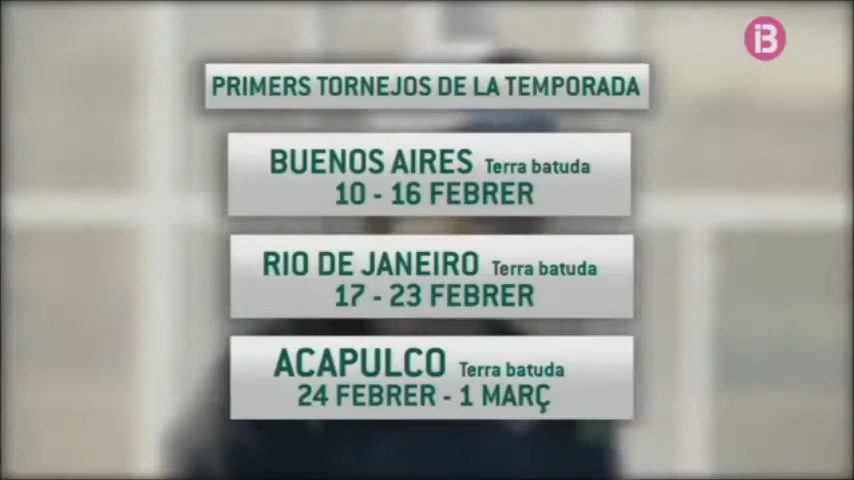 PRIMERS TORNEJOS DE LA TEMPORADA
BUENOS AIRES Terra batuda
10 - 16 FEBRER
RIO DE JANEIRO Terra batuda
17 - 23 FEBRER
ACAPULCO Terra batuda
24 FEBRER - 1 MARÇ